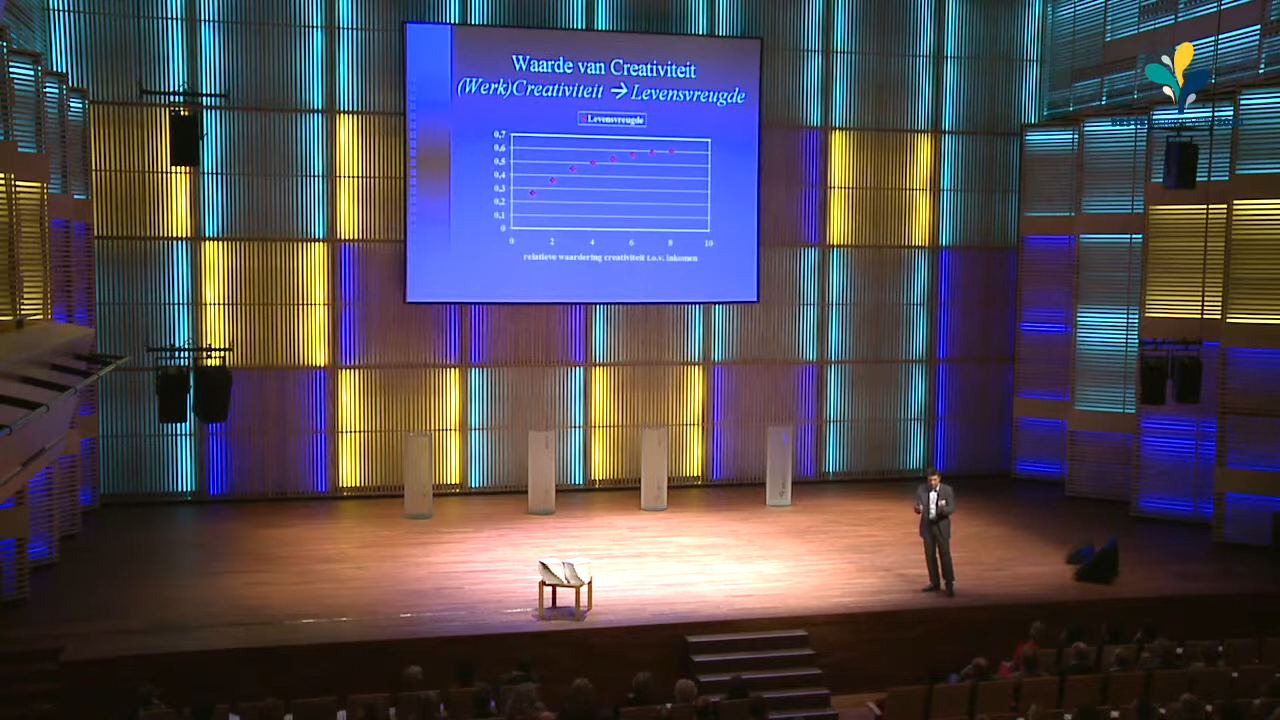 Waarde van Creativiteit
(Werk)Creativiteit → Levensvreugde
Levensvreugde
0,7
0,6
0,5
0,4
0,3
0,2
0,1
0
0 2 4 6 8 10
relatieve waardering creativiteit t.o.v. inkomen